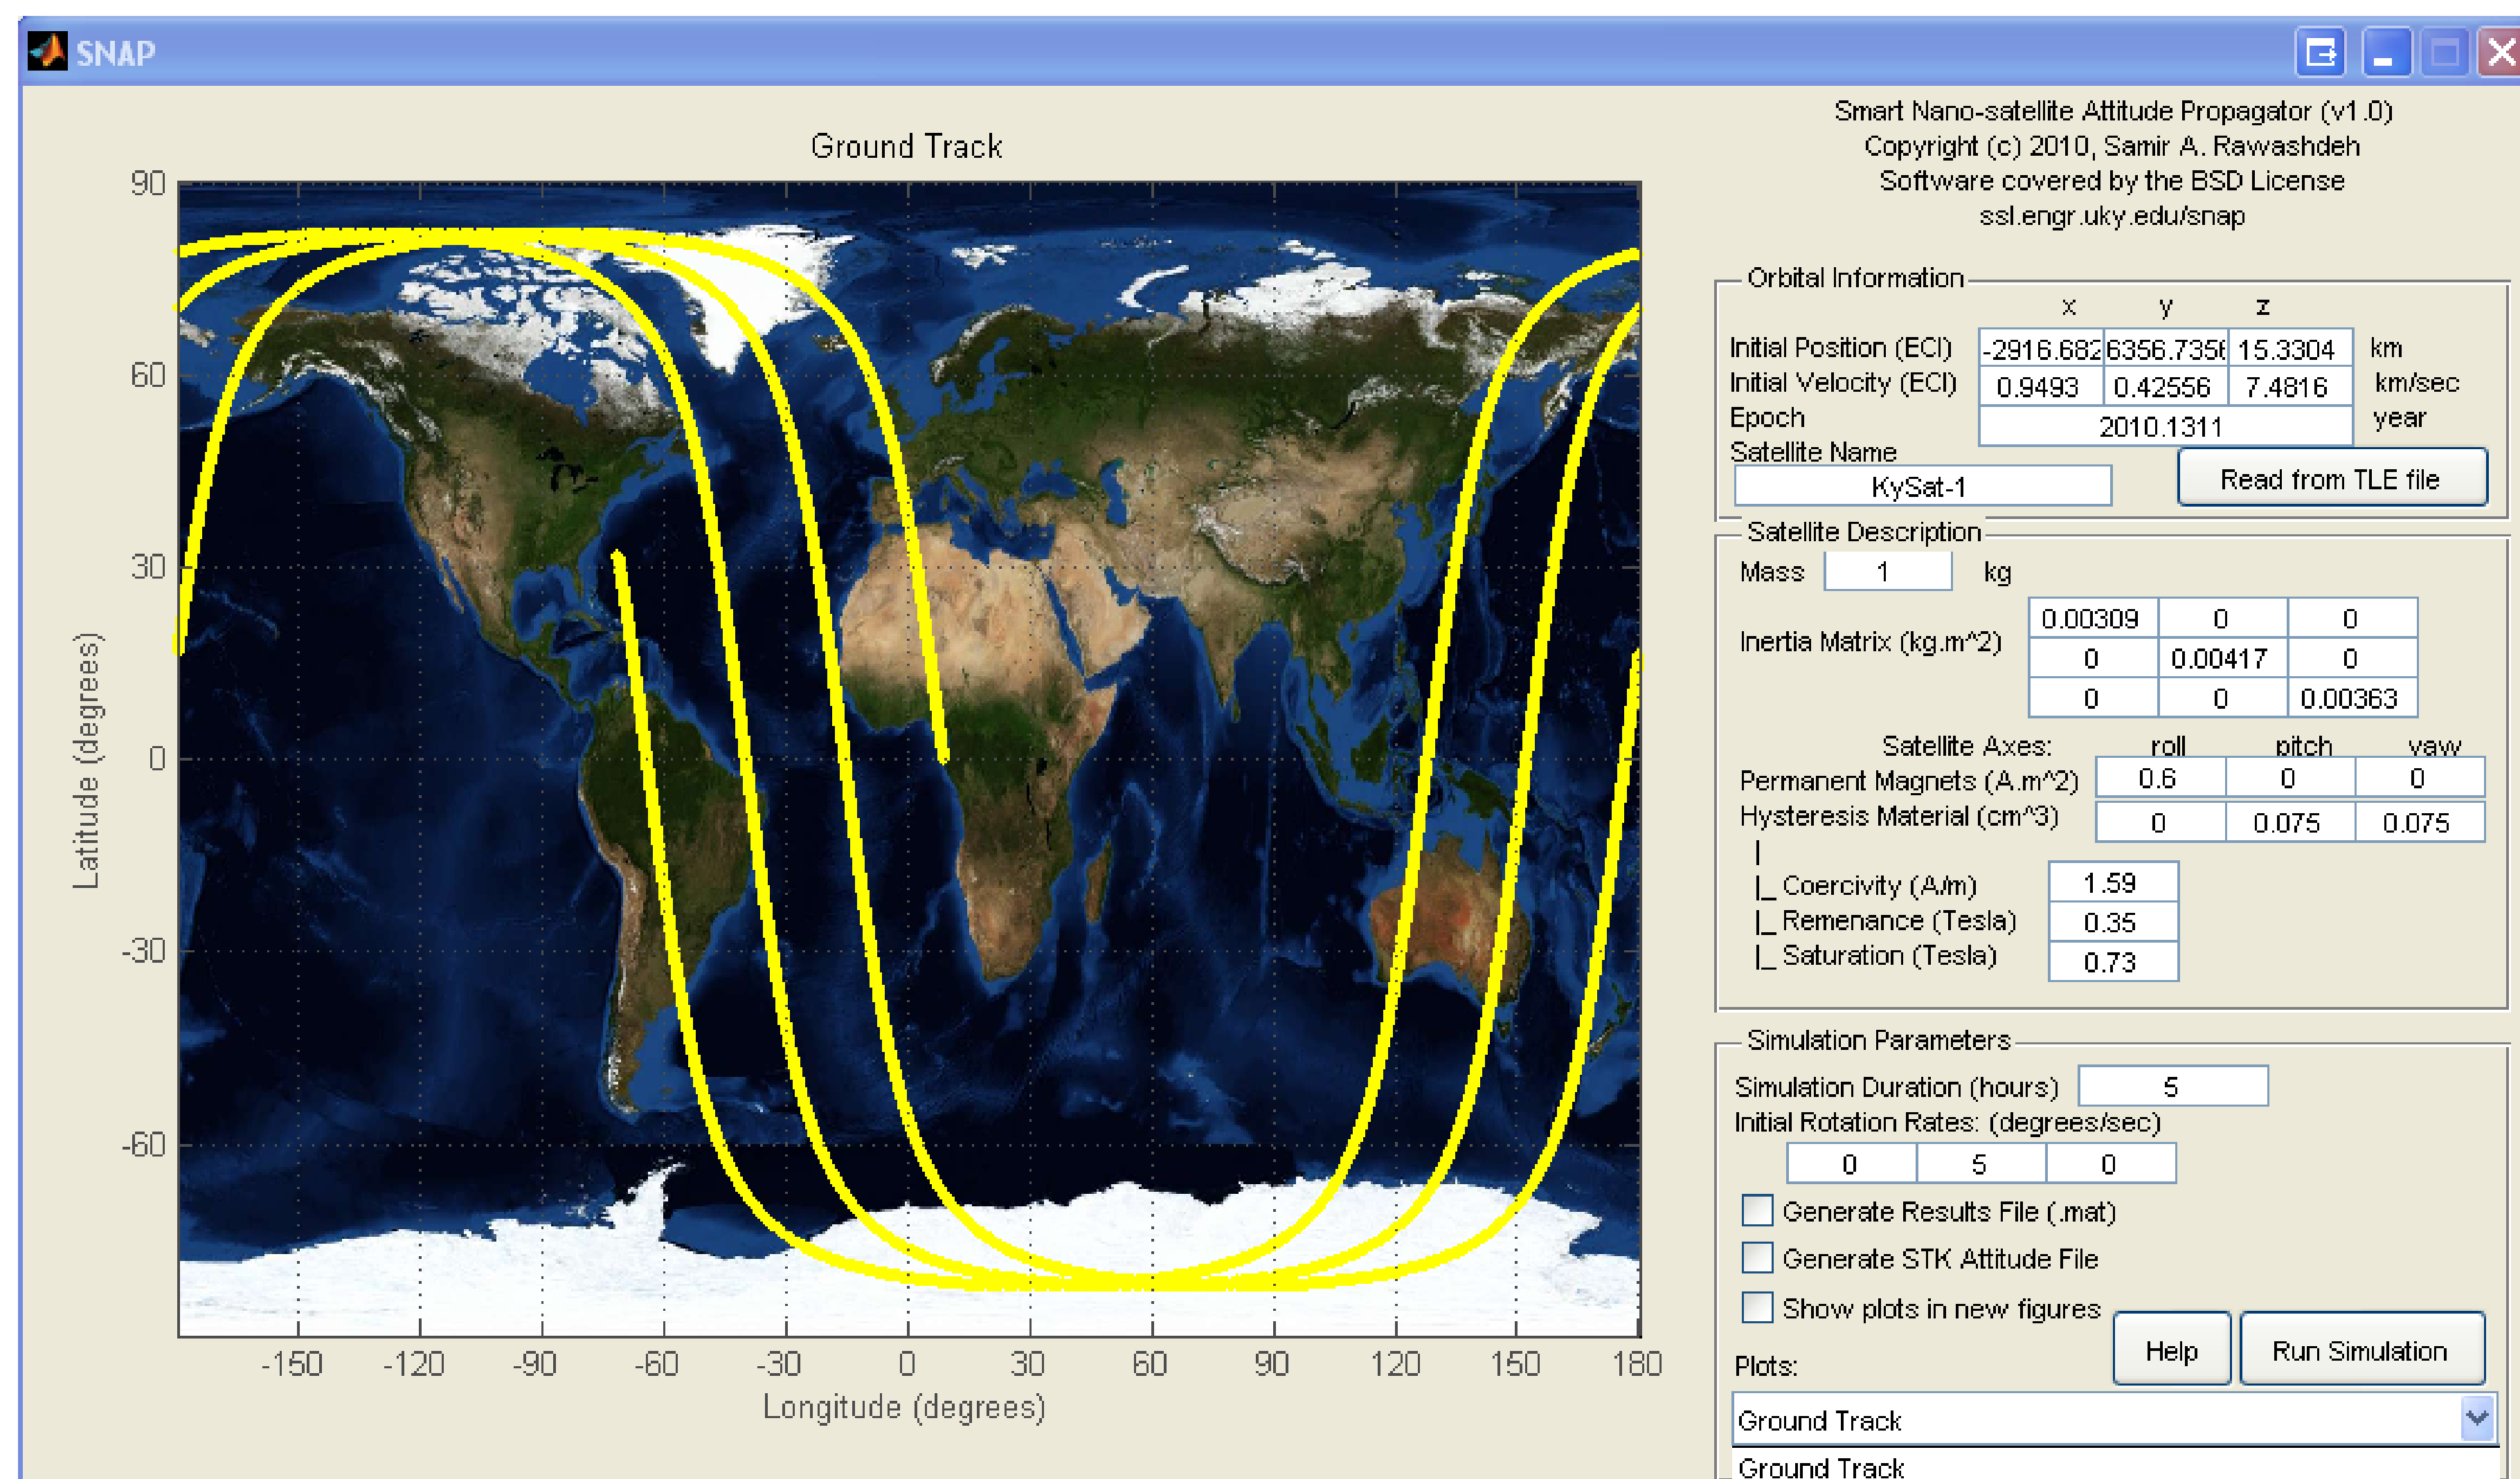 SNAP
Ground Track
90
60
30
0
-30
-60
Latitude (degrees)
-150 -120 -90 -60 -30 0 30 60 90 120 150 180
Longitude (degrees)
Smart Nano-satellite Attitude Propagator (v1.0)
Copyright (c) 2010, Samir A. Rawashdeh
Software covered by the BSD License
ssl.engr.uky.edu/snap
Orbital Information
x y z
Initial Position (ECI) -2916.682 6356.735 15.3304 km
Initial Velocity (ECI) 0.9493 0.42556 7.4816 km/sec
Epoch 2010.1311 year
Satellite Name
KySat-1 Read from TLE file
Satellite Description
Mass 1 kg
Inertia Matrix (kg.m^2)
0.00309 0 0
0 0.00417 0
0 0 0.00363
Satellite Axes: roll pitch yaw
Permanent Magnets (A.m^2) 0.6 0 0
Hysteresis Material (cm^3) 0 0.075 0.075
|
|_ Coercivity (A/m) 1.59
|_ Remenance (Tesla) 0.35
|_ Saturation (Tesla) 0.73
Simulation Parameters
Simulation Duration (hours) 5
Initial Rotation Rates: (degrees/sec)
0 5 0
Generate Results File (.mat)
Generate STK Attitude File
Show plots in new figures
Help Run Simulation
Plots:
Ground Track
Ground Track